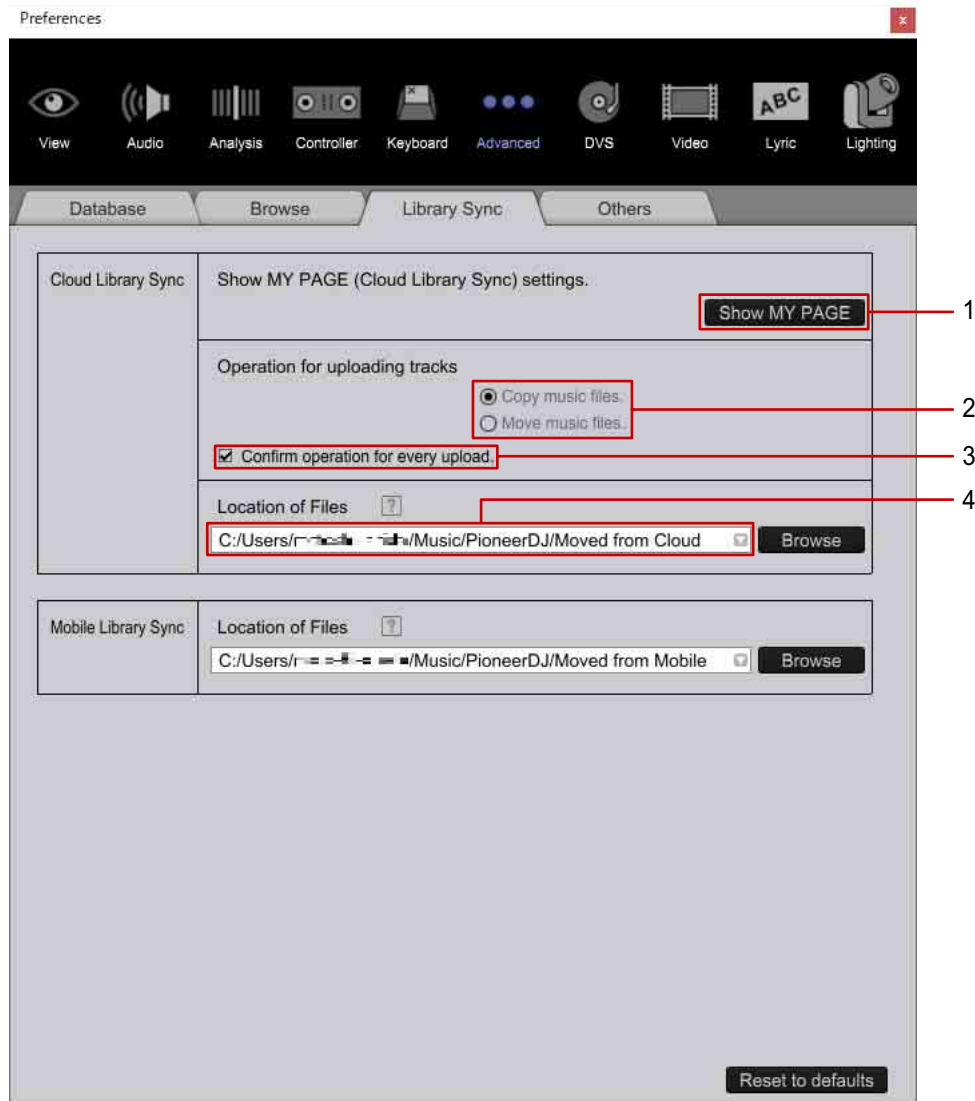 Preferences
x
View Audio Analysis Controller Keyboard Advanced DVS Video ABC Lyric Lighting
Database Browse Library Sync Others
Cloud Library Sync
Show MY PAGE (Cloud Library Sync) settings.
Show MY PAGE
1
Operation for uploading tracks
Copy music files.
Move music files.
2
Confirm operation for every upload.
3
Location of Files ?
4
C:/Users/ /Music/PioneerDJ/Moved from Cloud
Browse
Mobile Library Sync
Location of Files ?
C:/Users/ /Music/PioneerDJ/Moved from Mobile
Browse
Reset to defaults